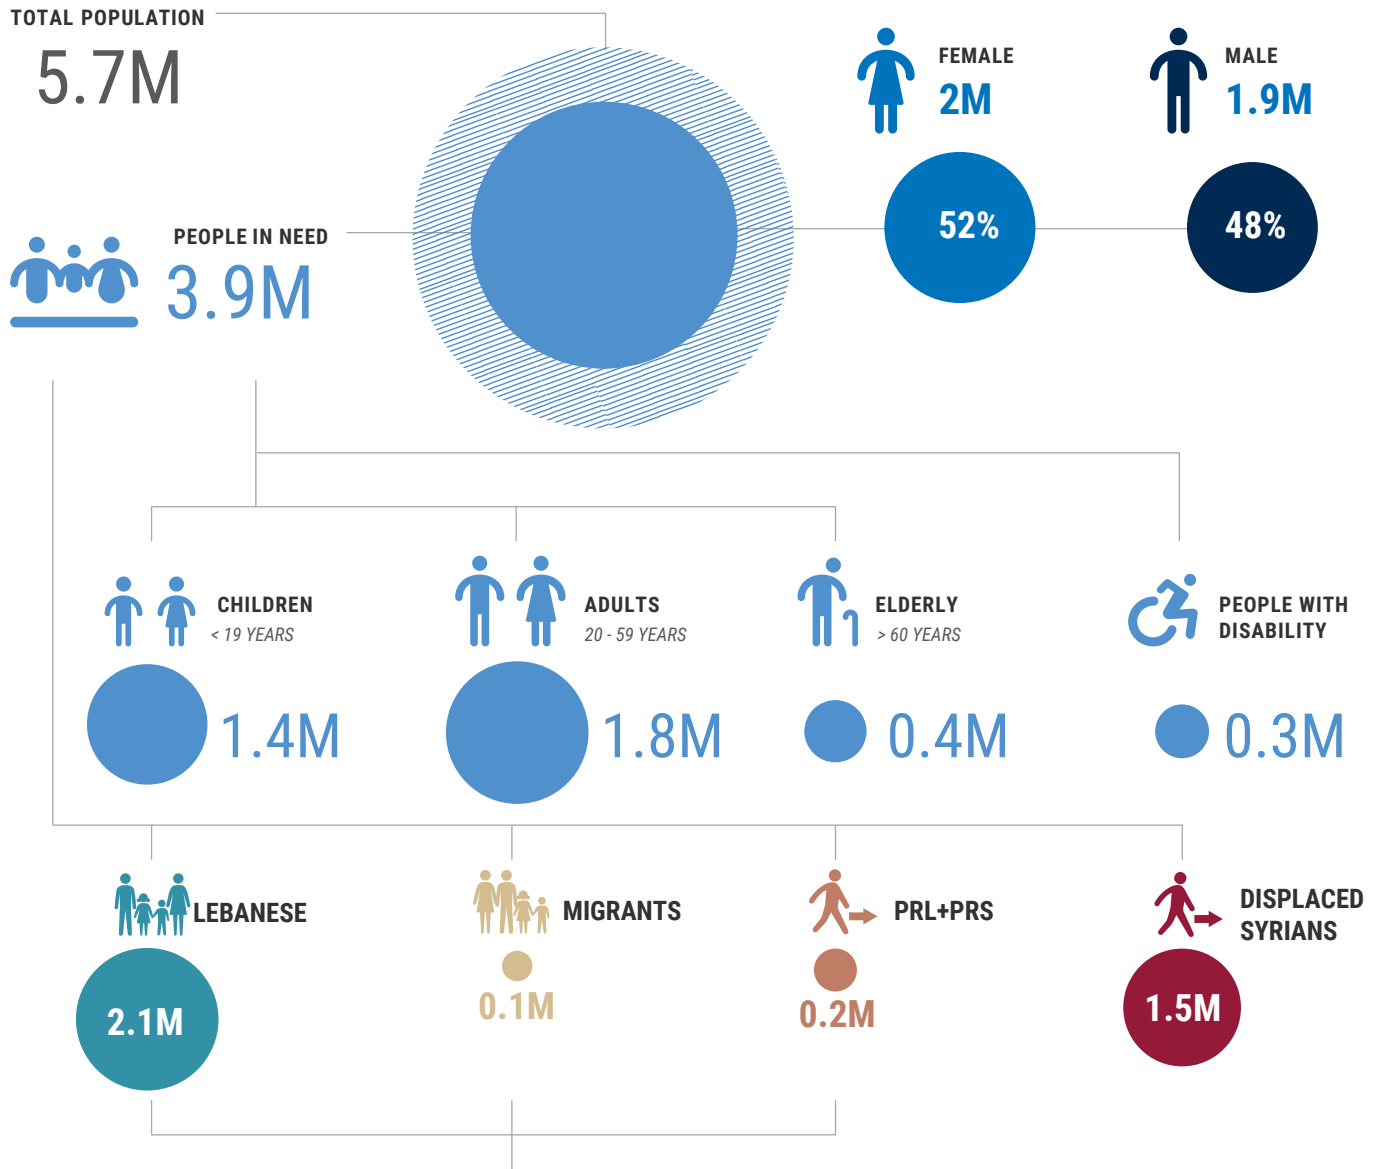 TOTAL POPULATION
5.7M
FEMALE
2M
MALE
1.9M
52%
48%
PEOPLE IN NEED
3.9M
CHILDREN
< 19 YEARS
1.4M
ADULTS
20 - 59 YEARS
1.8M
ELDERLY
> 60 YEARS
0.4M
PEOPLE WITH
DISABILITY
0.3M
LEBANESE
2.1M
MIGRANTS
0.1M
PRL+PRS
0.2M
DISPLACED
SYRIANS
1.5M